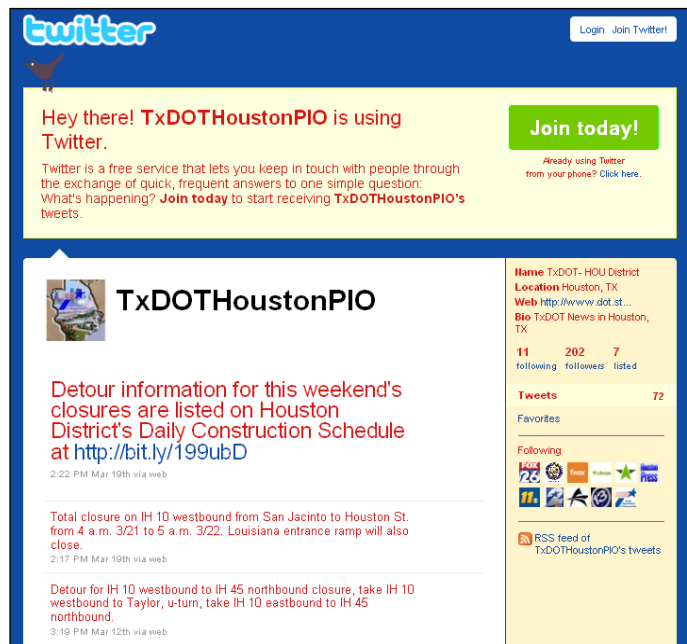 twitter
Login Join Twitter!
Hey there! TxDOTHoustonPIO is using
Twitter.
Twitter is a free service that lets you keep in touch with people through
the exchange of quick, frequent answers to one simple question:
What's happening? Join today to start receiving TxDOTHoustonPIO's
tweets.
Join today!
Already using Twitter
from your phone? Click here.
TxDOTHoustonPIO
Detour information for this weekend's
closures are listed on Houston
District's Daily Construction Schedule
at http://bit.ly/199ubD
2:22 PM Mar 19th via web
Total closure on IH 10 westbound from San Jacinto to Houston St.
from 4 a.m. 3/21 to 5 a.m. 3/22. Louisiana entrance ramp will also
close.
2:17 PM Mar 19th via web
Detour for IH 10 westbound to IH 45 northbound closure, take IH 10
westbound to Taylor, u-turn, take IH 10 eastbound to IH 45
northbound.
3:19 PM Mar 12th via web
Name TxDOT- HOU District
Location Houston, TX
Web http://www.dot.st...
Bio TxDOT News in Houston,
TX
11 202 7
following followers listed
Tweets 72
Favorites
Following
FOX
26
Houston
Press
11
RSS feed of
TxDOTHoustonPIO's tweets